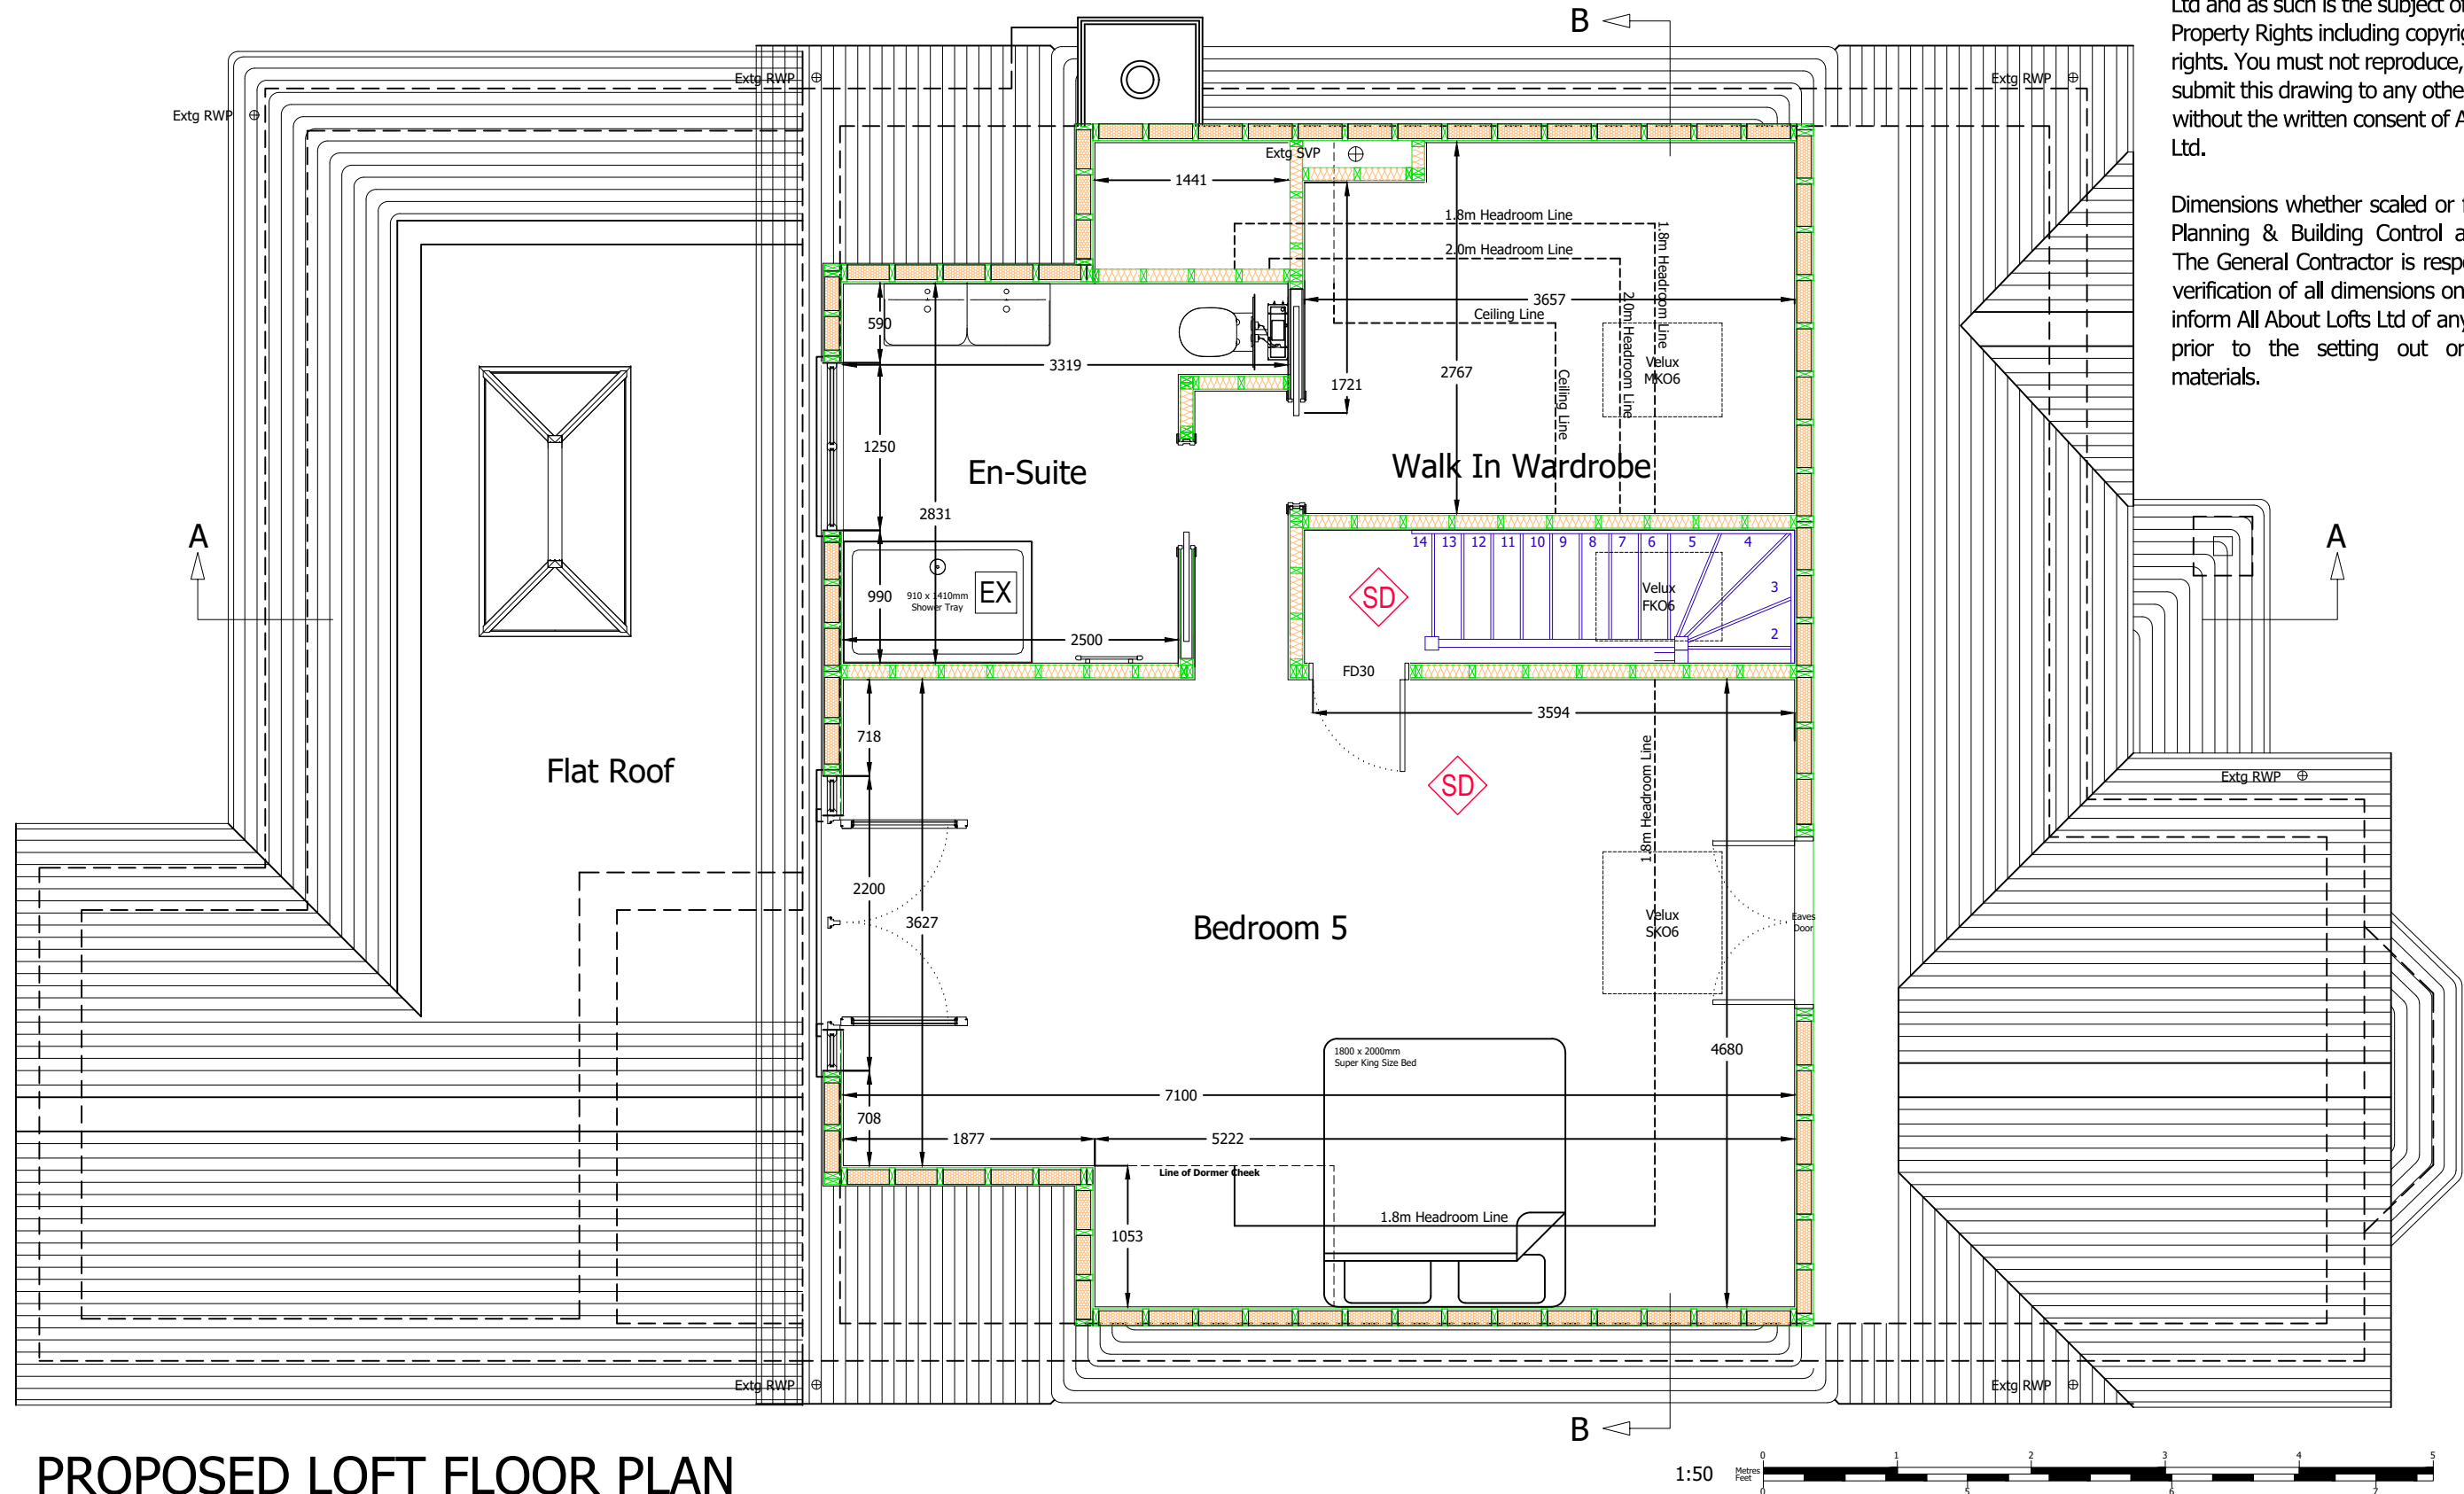 Ltd and as such is the subject of
Property Rights including
rights. You must not reproduce,
submit this drawing to any
without the written consent of
Ltd.
Dimensions whether scaled or
Planning & Building Control
The General Contractor is
verification of all dimensions on
inform All About Lofts Ltd of any
prior to the setting out or
materials.
B
Extg RWP
Extg RWP
Extg RWP
Extg SVP
1441
1.8m Headroom Line
2.0m Headroom Line
1.8m Headroom Line
2.0m Headroom Line
3657
Ceiling Line
Ceiling Line
Velux
MKO6
590
3319
1721
2767
1250
En-Suite
Walk In Wardrobe
2831
A
A
14 13 12 11 10 9 8 7 6 5 4
3
2
SD
Velux
FKO6
990
910 x 1410mm
Shower Tray
EX
2500
FD30
3594
718
Flat Roof
SD
1.8m Headroom Line
Extg RWP
2200
3627
Bedroom 5
Velux
SKO6
Eaves
Door
1800 x 2000mm
Super King Size Bed
4680
7100
708
1877
5222
Line of Dormer Cheek
1.8m Headroom Line
1053
Extg RWP
Extg RWP
B
PROPOSED LOFT FLOOR PLAN
1:50
Metres
Feet
0 1 2 3 4 5
0 5 6 7